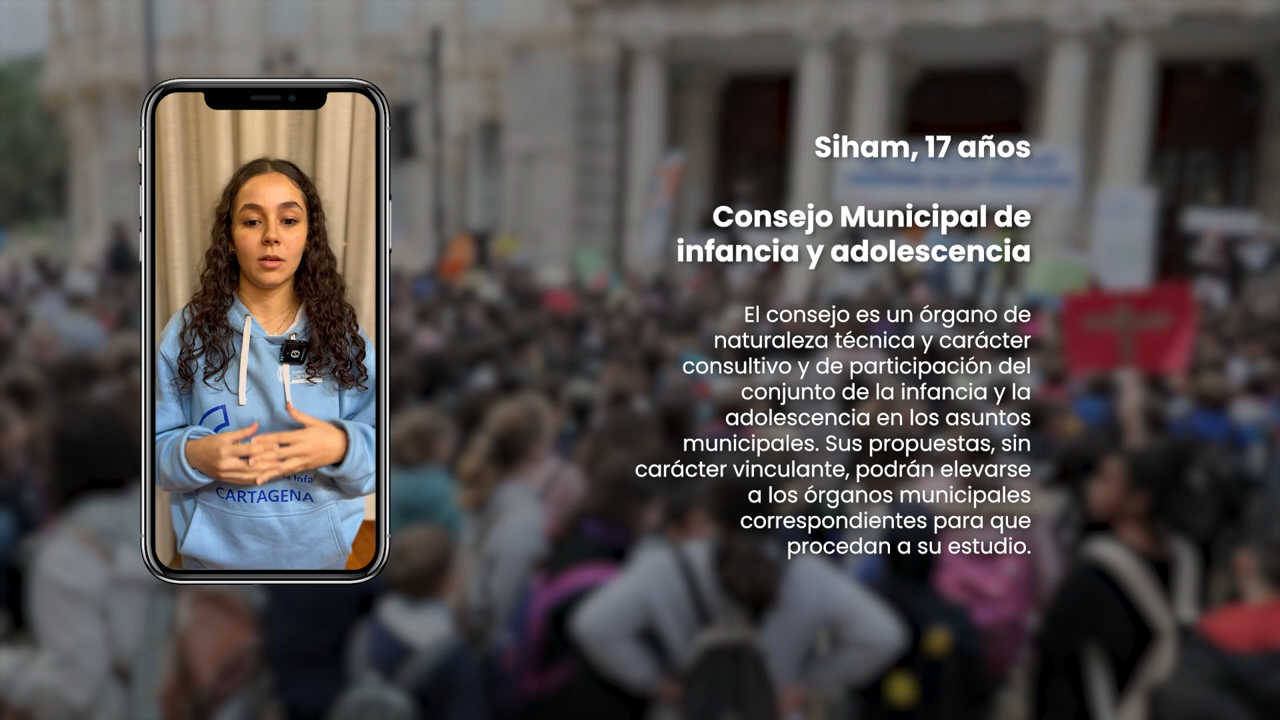 Siham, 17 años
Consejo Municipal de
infancia y adolescencia
El consejo es un órgano de
naturaleza técnica y carácter
consultivo y de participación del
conjunto de la infancia y la
adolescencia en los asuntos
municipales. Sus propuestas, sin
carácter vinculante, podrán elevarse
a los órganos municipales
correspondientes para que
procedan a su estudio.
CARTAGENA